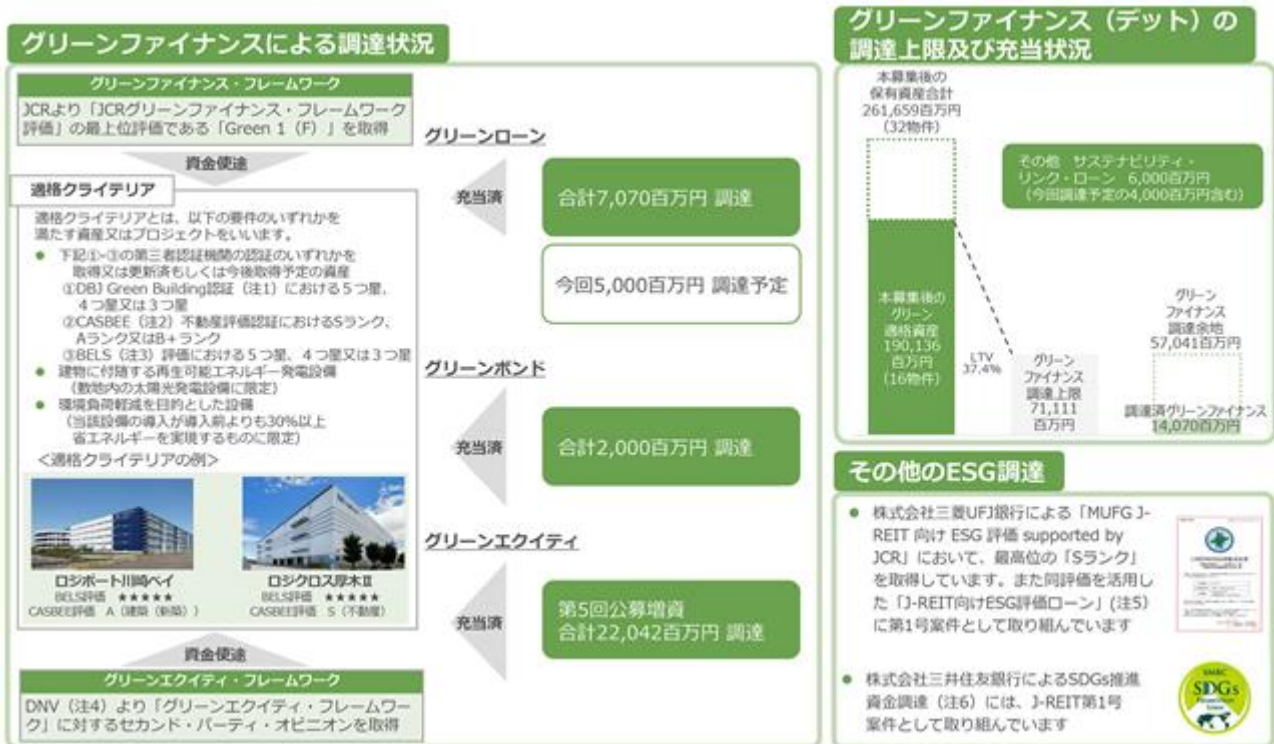 グリーンファイナンスによる調達状況
グリーンファイナンス・フレームワーク
JCRより「JCRグリーンファイナンス・フレームワーク
評価」の最上位評価である「Green 1（F）」を取得
資金使途
適格クライテリア
適格クライテリアとは、以下の要件のいずれかを
満たす資産又はプロジェクトをいいます。
● 下記①-③の第三者認証機関の認証のいずれかを
取得又は更新済もしくは今後取得予定の資産
①DBJ Green Building認証（注1）における５つ星、
４つ星又は３つ星
②CASBEE（注2）不動産評価認証におけるSランク、
Aランク又はB+ランク
③BELS（注3）評価における５つ星、４つ星又は３つ星
● 建物に付随する再生可能エネルギー発電設備
（敷地内の太陽光発電設備に限定）
● 環境負荷軽減を目的とした設備
（当該設備の導入が導入前よりも30%以上
省エネルギーを実現するものに限定）
＜適格クライテリアの例＞
ロジポート川崎ベイ
BELS評価 ★★★★★
CASBEE評価 A（建築（新築））
ロジクロス厚木Ⅱ
BELS評価 ★★★★★
CASBEE評価 S（不動産）
資金使途
グリーンエクイティ・フレームワーク
DNV（注4）より「グリーンエクイティ・フレームワー
ク」に対するセカンド・パーティ・オピニオンを取得
グリーンローン
充当済
合計7,070百万円 調達
今回5,000百万円 調達予定
グリーンボンド
充当済
合計2,000百万円 調達
グリーンエクイティ
充当済
第5回公募増資
合計22,042百万円 調達
グリーンファイナンス（デット）の
調達上限及び充当状況
本募集後の
保有資産合計
261,659百万円
（32物件）
その他 サステナビリティ・
リンク・ローン 6,000百万円
（今回調達予定の4,000百万円含む）
本募集後の
グリーン
適格資産
190,136
百万円
（16物件）
LTV
37.4%
グリーン
ファイナンス
調達上限
71,111
百万円
グリーン
ファイナンス
調達余地
57,041百万円
調達済グリーンファイナンス
14,070百万円
その他のESG調達
● 株式会社三菱UFJ銀行による「MUFG J-
REIT 向け ESG 評価 supported by
JCR」において、最高位の「Sランク」
を取得しています。また同評価を活用し
た「J-REIT向けESG評価ローン」(注5）
に第1号案件として取り組んでいます
● 株式会社三井住友銀行によるSDGs推進
資金調達（注6）には、J-REIT第1号
案件として取り組んでいます
SMBC
SDGs